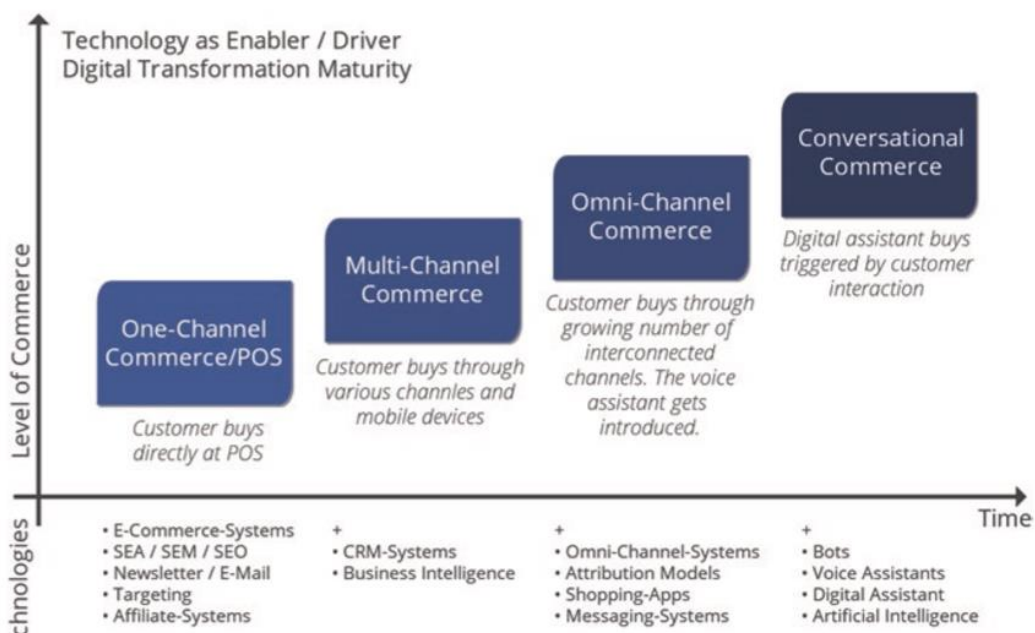 Technology as Enabler / Driver
Digital Transformation Maturity
Level of Commerce
One-Channel
Commerce/POS
Customer buys
directly at POS
Multi-Channel
Commerce
Customer buys through
various channles and
mobile devices
Omni-Channel
Commerce
Customer buys through
growing number of
interconnected
channels. The voice
assistant gets
introduced.
Conversational
Commerce
Digital assistant buys
triggered by customer
interaction
Time
chnologies
• E-Commerce-Systems
• SEA / SEM / SEO
• Newsletter / E-Mail
• Targeting
• Affiliate-Systems
+
• CRM-Systems
• Business Intelligence
+
• Omni-Channel-Systems
• Attribution Models
• Shopping-Apps
• Messaging-Systems
+
• Bots
• Voice Assistants
• Digital Assistant
• Artificial Intelligence